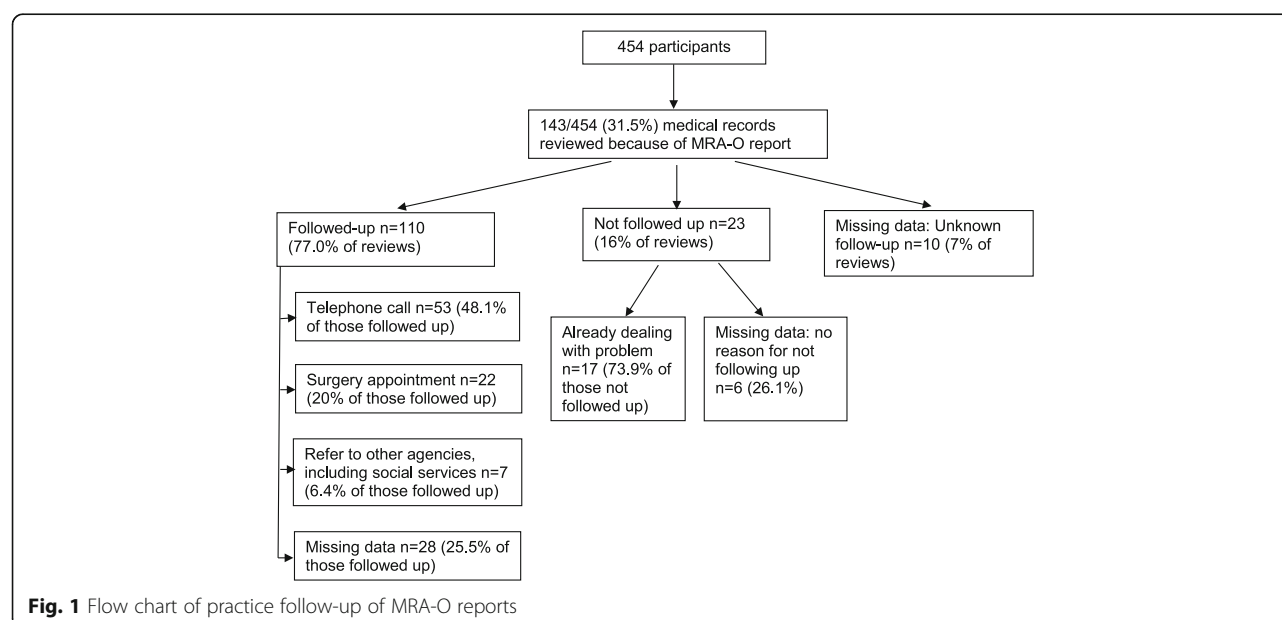 454 participants
143/454 (31.5%) medical records
reviewed because of MRA-O report
Followed-up n=110
(77.0% of reviews)
Not followed up n=23
(16% of reviews)
Missing data: Unknown
follow-up n=10 (7% of
reviews)
Telephone call n=53 (48.1%
of those followed up)
Surgery appointment n=22
(20% of those followed up)
Refer to other agencies,
including social services n=7
(6.4% of those followed up)
Missing data n=28 (25.5% of
those followed up)
Already dealing
with problem
n=17 (73.9% of
those not
followed up)
Missing data: no
reason for not
following up
n=6 (26.1%)
Fig. 1 Flow chart of practice follow-up of MRA-O reports